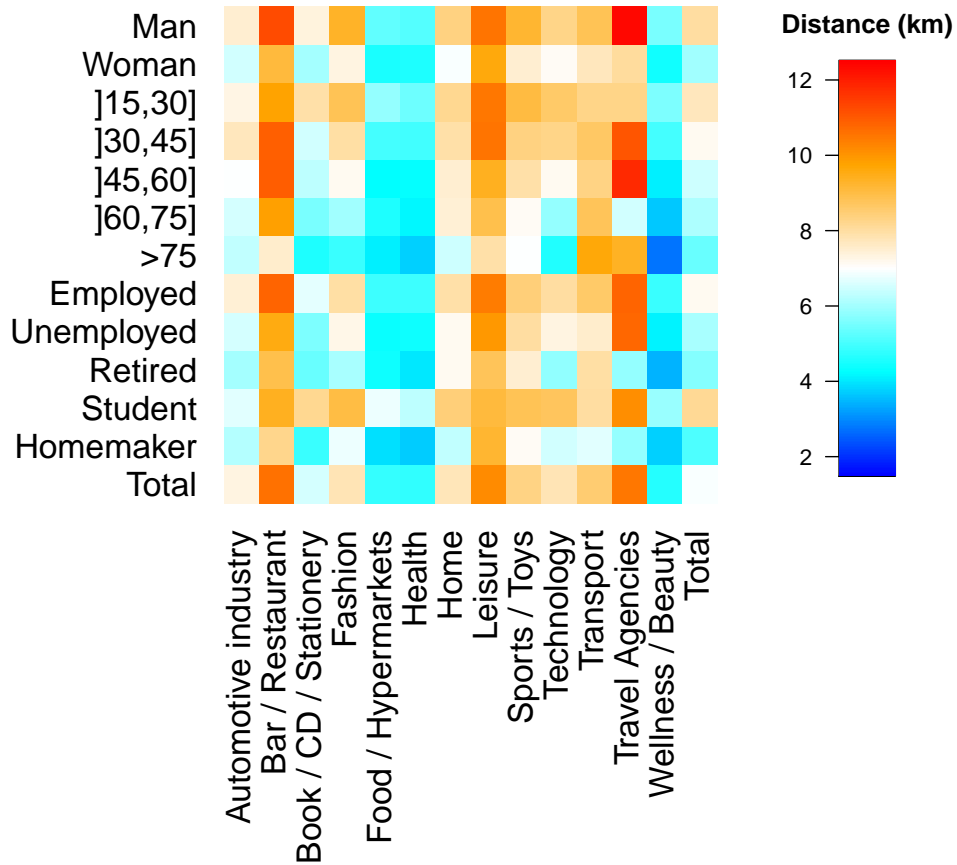 Man
Woman
]15,30]
]30,45]
]45,60]
]60,75]
>75
Employed
Unemployed
Retired
Student
Homemaker
Total
Automotive industry
Bar / Restaurant
Book / CD / Stationery
Fashion
Food / Hypermarkets
Health
Home
Leisure
Sports / Toys
Technology
Transport
Travel Agencies
Wellness / Beauty
Total
Distance (km)
12
10
8
6
4
2